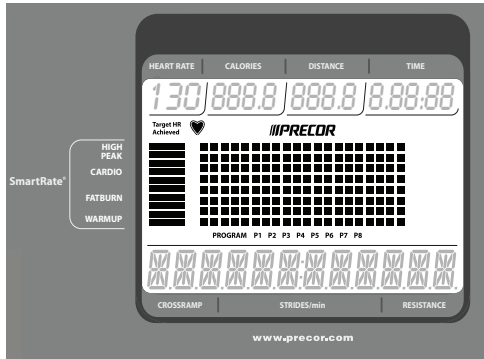 HEART RATE CALORIES DISTANCE TIME
130 888.8 888.8 8.88:88
Target HR
Achieved
PRECOR
HIGH
PEAK
CARDIO
SmartRate®
FATBURN
WARMUP
PROGRAM P1 P2 P3 P4 P5 P6 P7 P8
CROSSRAMP STRIDES/min RESISTANCE
www.precor.com